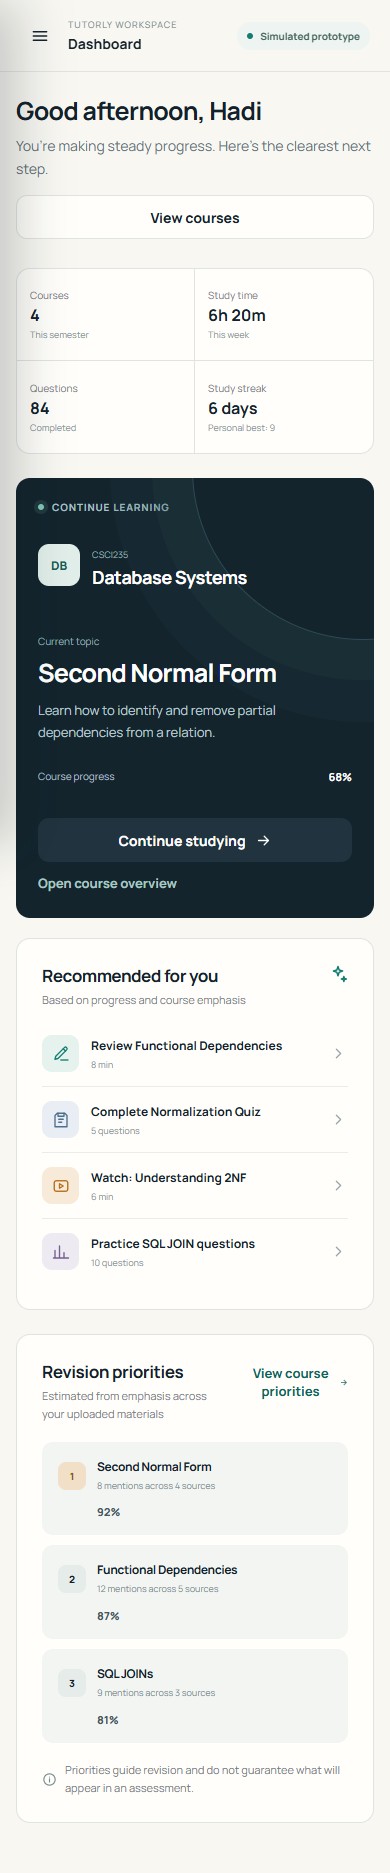 TUTORLY WORKSPACE
Dashboard
Simulated prototype
Good afternoon, Hadi
You're making steady progress. Here's the clearest next
step.
View courses
Courses
4
This semester
Study time
6h 20m
This week
Questions
84
Completed
Study streak
6 days
Personal best: 9
CONTINUE LEARNING
DB
CSCI235
Database Systems
Current topic
Second Normal Form
Learn how to identify and remove partial
dependencies from a relation.
Course progress
68%
Continue studying →
Open course overview
Recommended for you
Based on progress and course emphasis
Review Functional Dependencies
8 min
Complete Normalization Quiz
5 questions
Watch: Understanding 2NF
6 min
Practice SQL JOIN questions
10 questions
Revision priorities
Estimated from emphasis across
your uploaded materials
View course
priorities →
1
Second Normal Form
8 mentions across 4 sources
92%
2
Functional Dependencies
12 mentions across 5 sources
87%
3
SQL JOINs
9 mentions across 3 sources
81%
Priorities guide revision and do not guarantee what will
appear in an assessment.